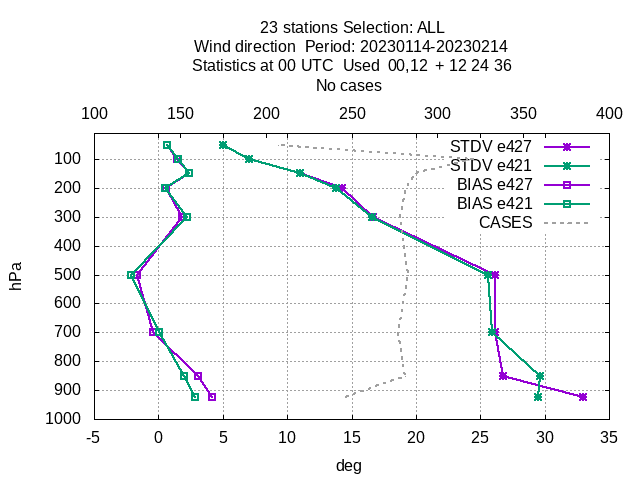 23 stations Selection: ALL
Wind direction  Period: 20230114-20230214
Statistics at 00 UTC  Used  00,12  + 12 24 36
No cases
100 150 200 250 300 350 400
STDV e427
STDV e421
BIAS e427
BIAS e421
CASES
hPa
100
200
300
400
500
600
700
800
900
1000
-5 0 5 10 15 20 25 30 35
deg